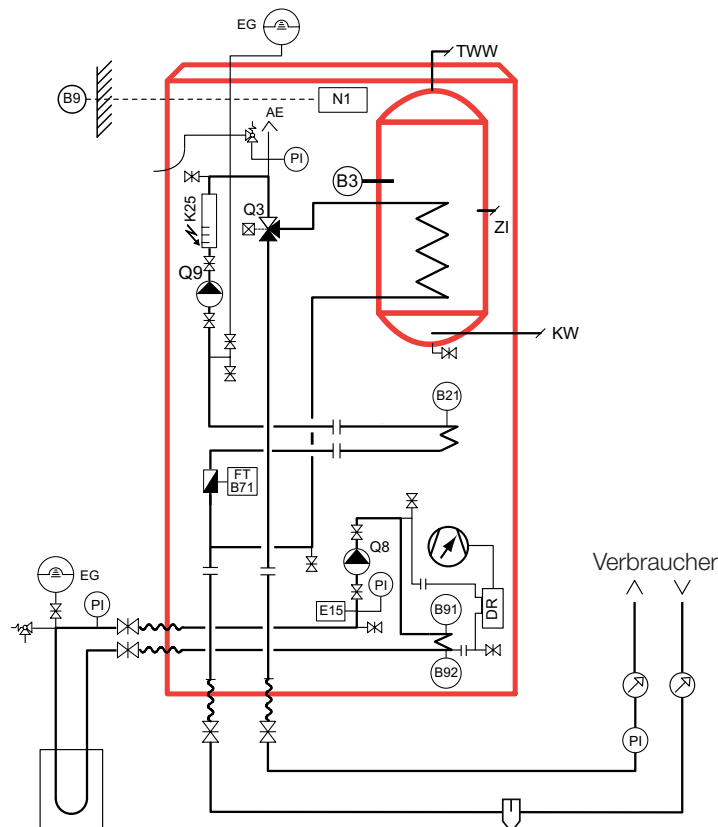 EG
TWW
B9
N1
AE
PI
B3
K25
Q3
ZI
Q9
KW
B21
FT
B71
Q8
Verbraucher
EG
PI
PI
E15
B91
DR
B92
PI